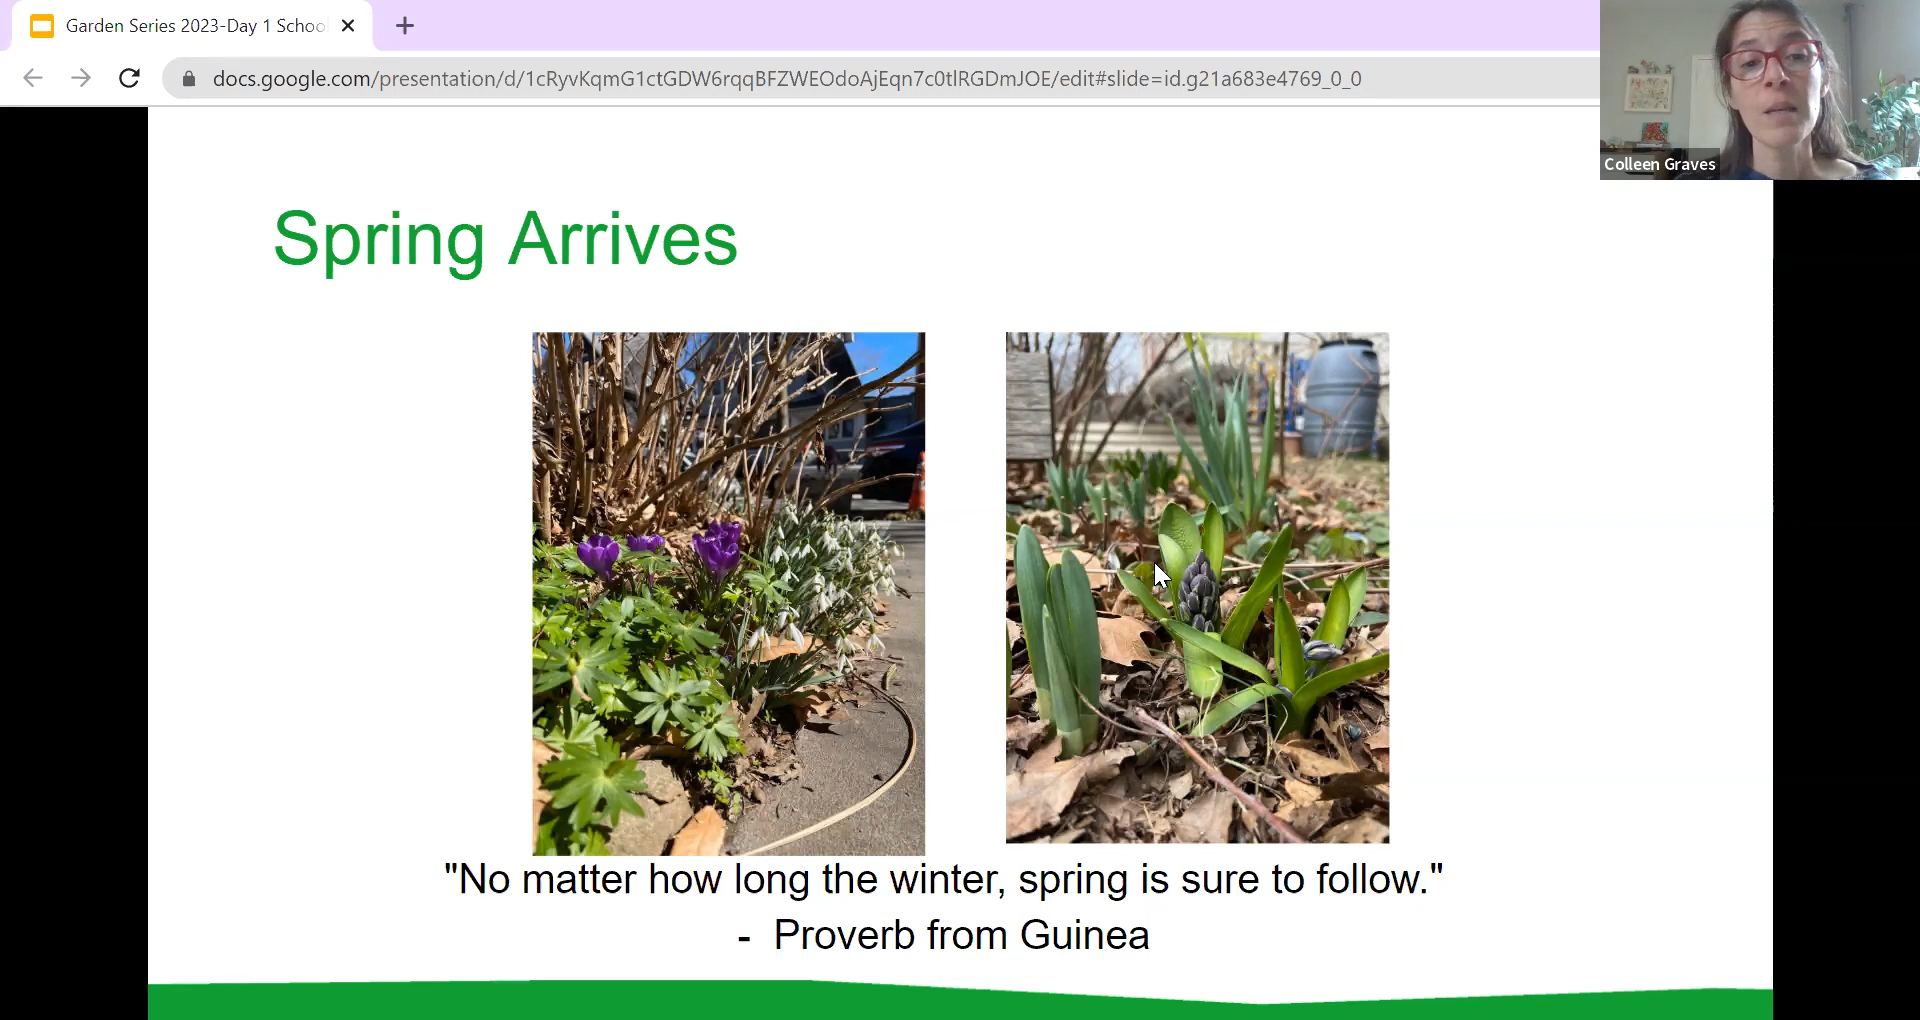 Garden Series 2023-Day 1 Schoo
docs.google.com/presentation/d/1cRyvKqmG1ctGDW6rqqBFZWEOdoAjEqn7c0tlRGDmJOE/edit#slide=id.g21a683e4769_0_0
Colleen Graves
Spring Arrives
"No matter how long the winter, spring is sure to follow."
- Proverb from Guinea